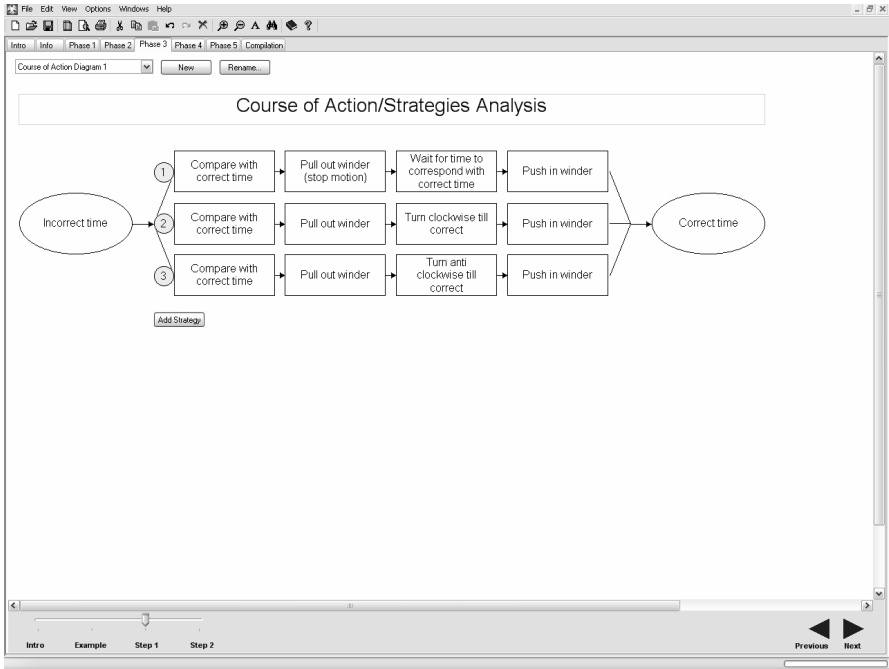 File Edit View Options Windows Help
Intro Info Phase 1 Phase 2 Phase 3 Phase 4 Phase 5 Compilation
Course of Action Diagram 1
New
Rename...
Course of Action/Strategies Analysis
Incorrect time
1
Compare with
correct time
Pull out winder
(stop motion)
Wait for time to
correspond with
correct time
Push in winder
2
Compare with
correct time
Pull out winder
Turn clockwise till
correct
Push in winder
3
Compare with
correct time
Pull out winder
Turn anti
clockwise till
correct
Push in winder
Correct time
Add Strategy
Intro Example Step 1 Step 2
Previous Next